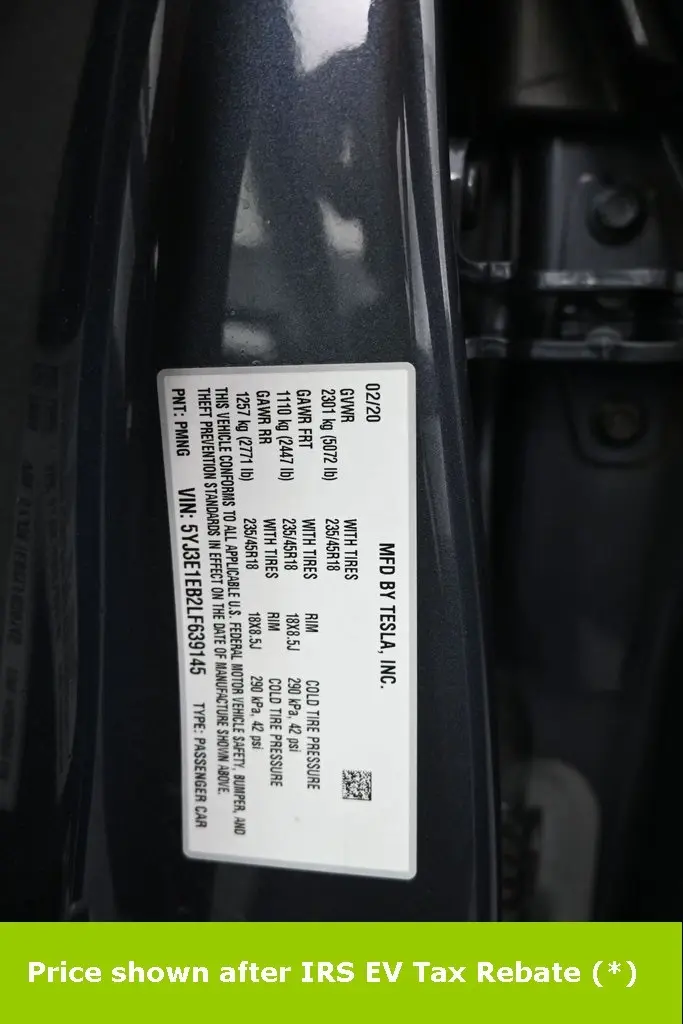 MFD BY TESLA, INC.
02/20
GVWR
2301 kg (5072 lb)
WITH TIRES
235/45R18
GAWR FRT
WITH TIRES RIM COLD TIRE PRESSURE
1110 kg (2447 lb) 235/45R18 18X8.5J 290 kPa, 42 psi
GAWR RR WITH TIRES RIM COLD TIRE PRESSURE
1257 kg (2771 lb) 235/45R18 18X8.5J 290 kPa, 42 psi
THIS VEHICLE CONFORMS TO ALL APPLICABLE U.S. FEDERAL MOTOR VEHICLE SAFETY, BUMPER, AND
THEFT PREVENTION STANDARDS IN EFFECT ON THE DATE OF MANUFACTURE SHOWN ABOVE.
PNT: PMNG VIN: 5YJ3E1EB2LF639145 TYPE: PASSENGER CAR
Price shown after IRS EV Tax Rebate (*)